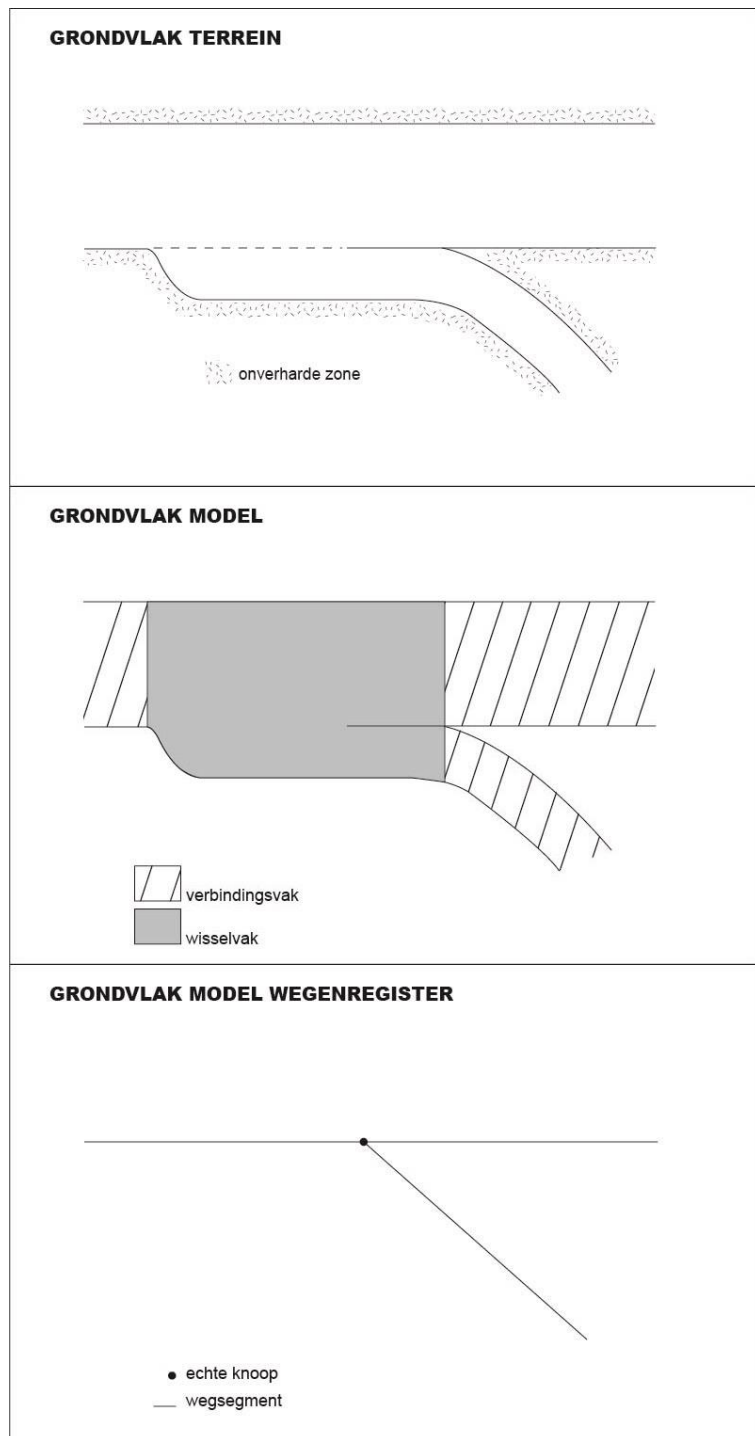 GRONDVLAK TERREIN
onverharde zone
GRONDVLAK MODEL
verbindingsvak
wisselvak
GRONDVLAK MODEL WEGENREGISTER
echte knoop
wegsegment